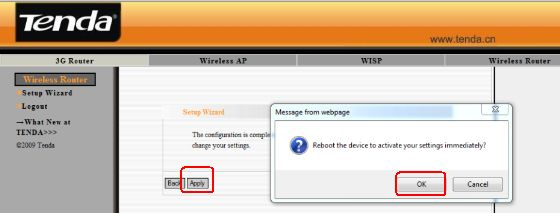 Tenda
www.tenda.cn
3G Router
Wireless AP
WISP
Wireless Router
Wireless Router
Setup Wizard
Logout
→What New at
TENDA>>>
©2009 Tenda
Setup Wizard
The configuration is comple
change your settings.
Back
Apply
Message from webpage
Reboot the device to activate your settings immediately?
OK
Cancel